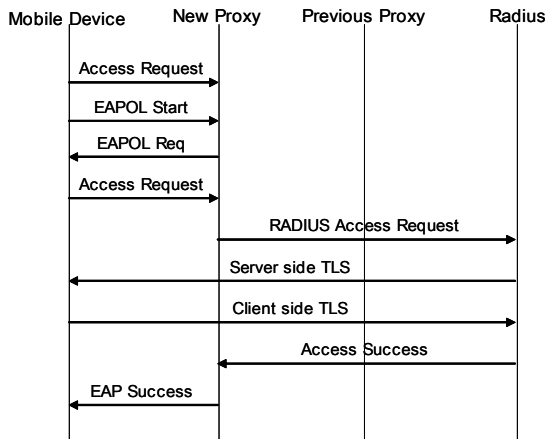 Mobile Device
New Proxy
Previous Proxy
Radius
Access Request
EAPOL Start
EAPOL Req
Access Request
RADIUS Access Request
Server side TLS
Client side TLS
Access Success
EAP Success